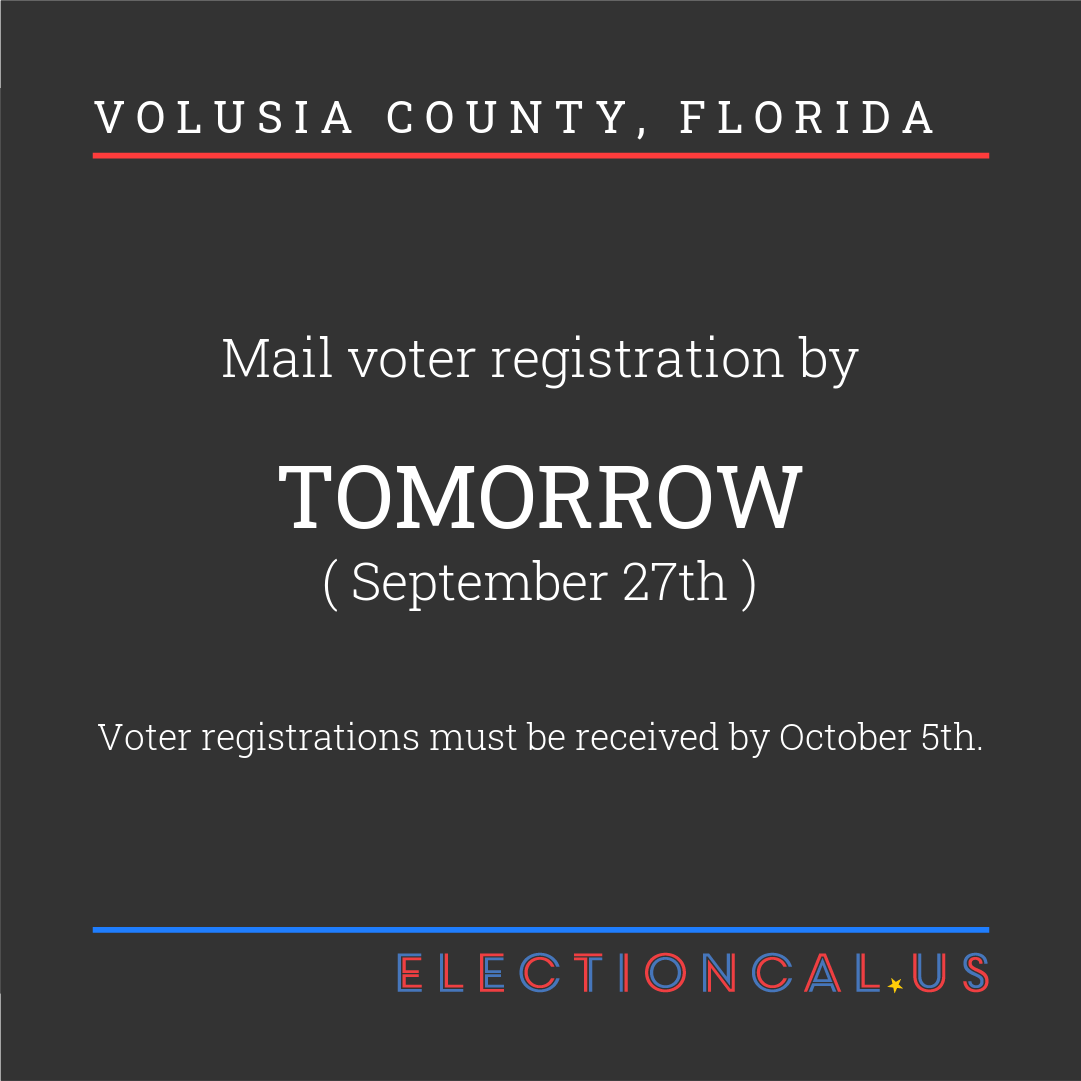 VOLUSIA COUNTY, FLORIDA
Mail voter registration by
TOMORROW
( September 27th )
Voter registrations must be received by October 5th.
ELECTIONCAL.US